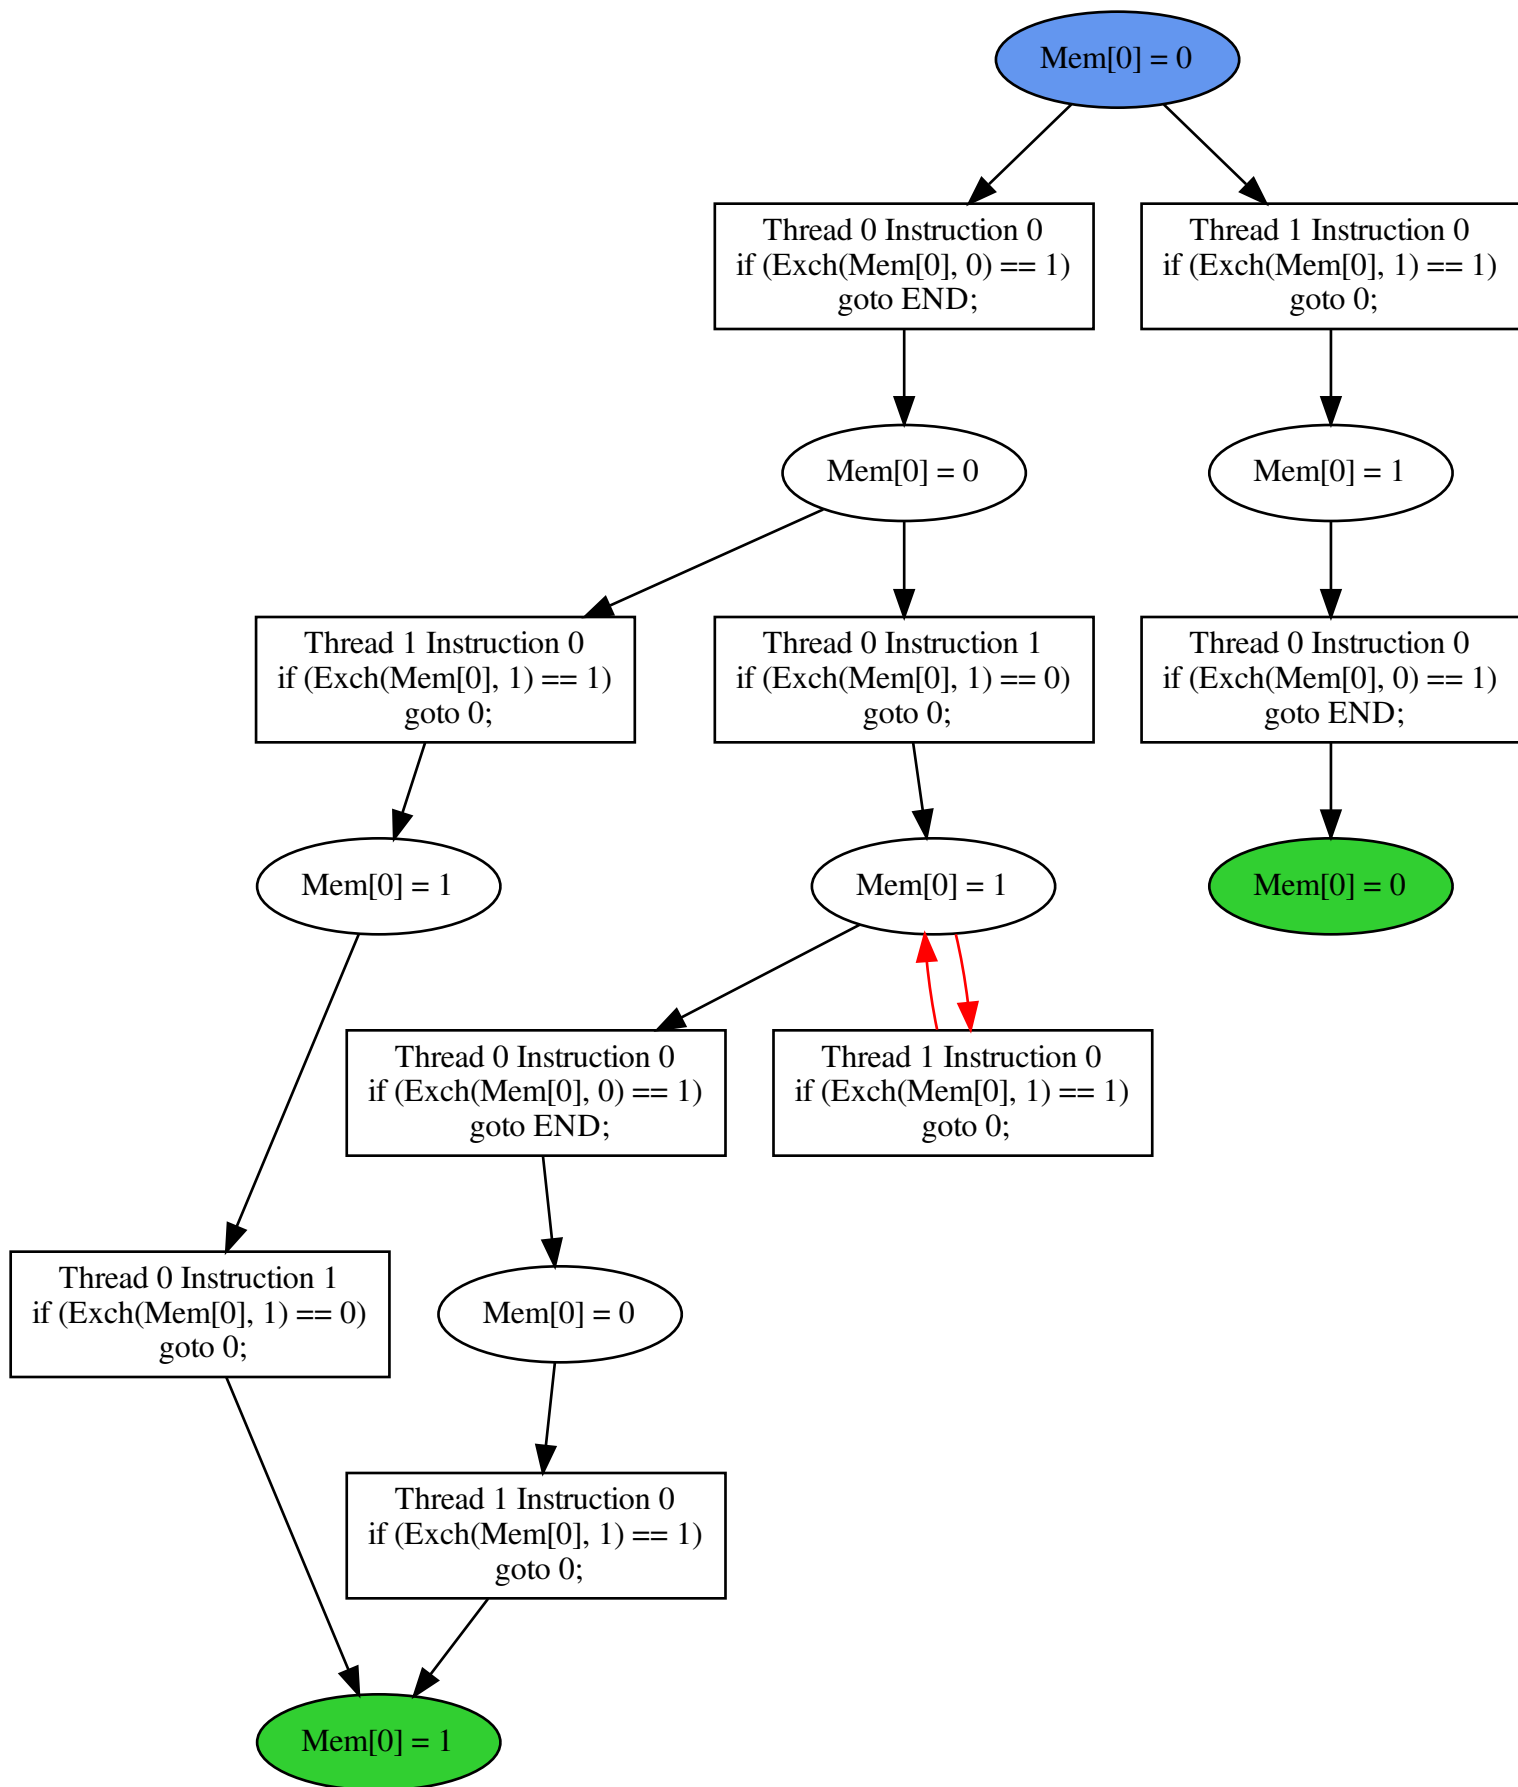 Mem[0] = 0
Thread 0 Instruction 0
if (Exch(Mem[0], 0) == 1)
goto END;
Thread 1 Instruction 0
if (Exch(Mem[0], 1) == 1)
goto 0;
Mem[0] = 0
Mem[0] = 1
Thread 1 Instruction 0
if (Exch(Mem[0], 1) == 1)
goto 0;
Thread 0 Instruction 1
if (Exch(Mem[0], 1) == 0)
goto 0;
Thread 0 Instruction 0
if (Exch(Mem[0], 0) == 1)
goto END;
Mem[0] = 1
Mem[0] = 1
Mem[0] = 0
Thread 0 Instruction 0
if (Exch(Mem[0], 0) == 1)
goto END;
Thread 1 Instruction 0
if (Exch(Mem[0], 1) == 1)
goto 0;
Thread 0 Instruction 1
if (Exch(Mem[0], 1) == 0)
goto 0;
Mem[0] = 0
Thread 1 Instruction 0
if (Exch(Mem[0], 1) == 1)
goto 0;
Mem[0] = 1